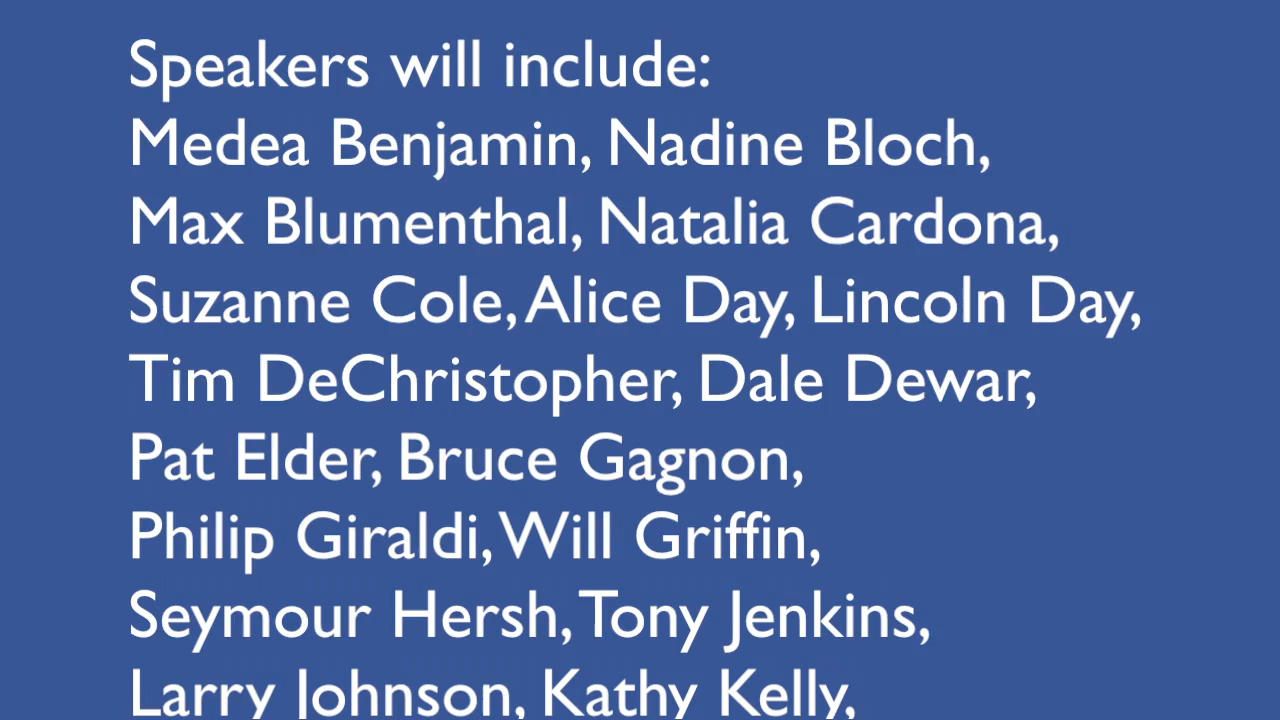 Speakers will include:
Medea Benjamin, Nadine Bloch,
Max Blumenthal, Natalia Cardona,
Suzanne Cole, Alice Day, Lincoln Day,
Tim DeChristopher, Dale Dewar,
Pat Elder, Bruce Gagnon,
Philip Giraldi, Will Griffin,
Seymour Hersh, Tony Jenkins,
Larry Johnson, Kathy Kelly,